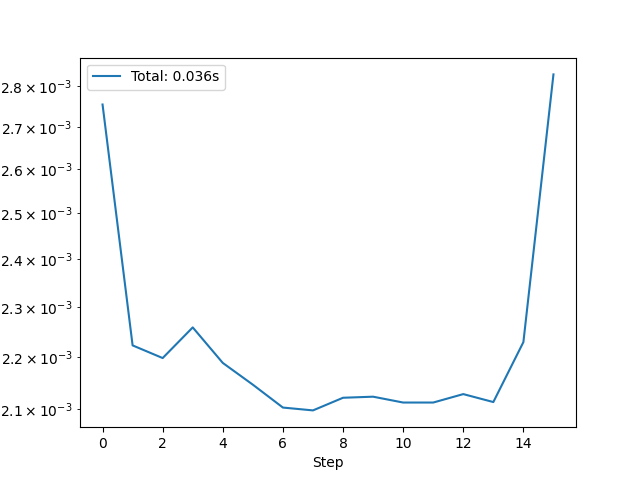 Total: 0.036s
2.8 × 10⁻³
2.7 × 10⁻³
2.6 × 10⁻³
2.5 × 10⁻³
2.4 × 10⁻³
2.3 × 10⁻³
2.2 × 10⁻³
2.1 × 10⁻³
0 2 4 6 8 10 12 14
Step